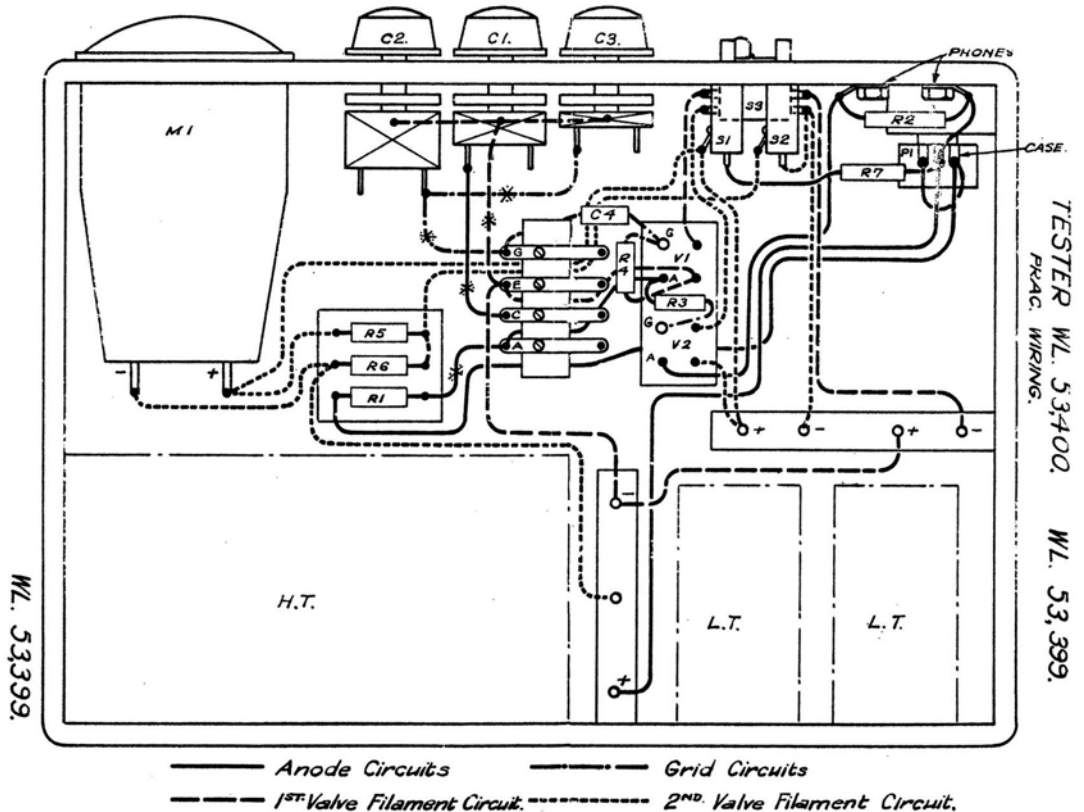 C2.
C1.
C3.
PHONES
M1
S3
S1
S2
R2
P1
CASE.
R7
C4
G
V1
G
R4
E
A
R3
C
G
V2
A
A
R5
R6
R1
-
+
+
-
+
-
-
+
H.T.
L.T.
L.T.
TESTER WL. 53,400. WL. 53,399.
PRAC. WIRING.
WL. 53,399.
Anode Circuits
Grid Circuits
1ST. Valve Filament Circuit.
2ND. Valve Filament Circuit.